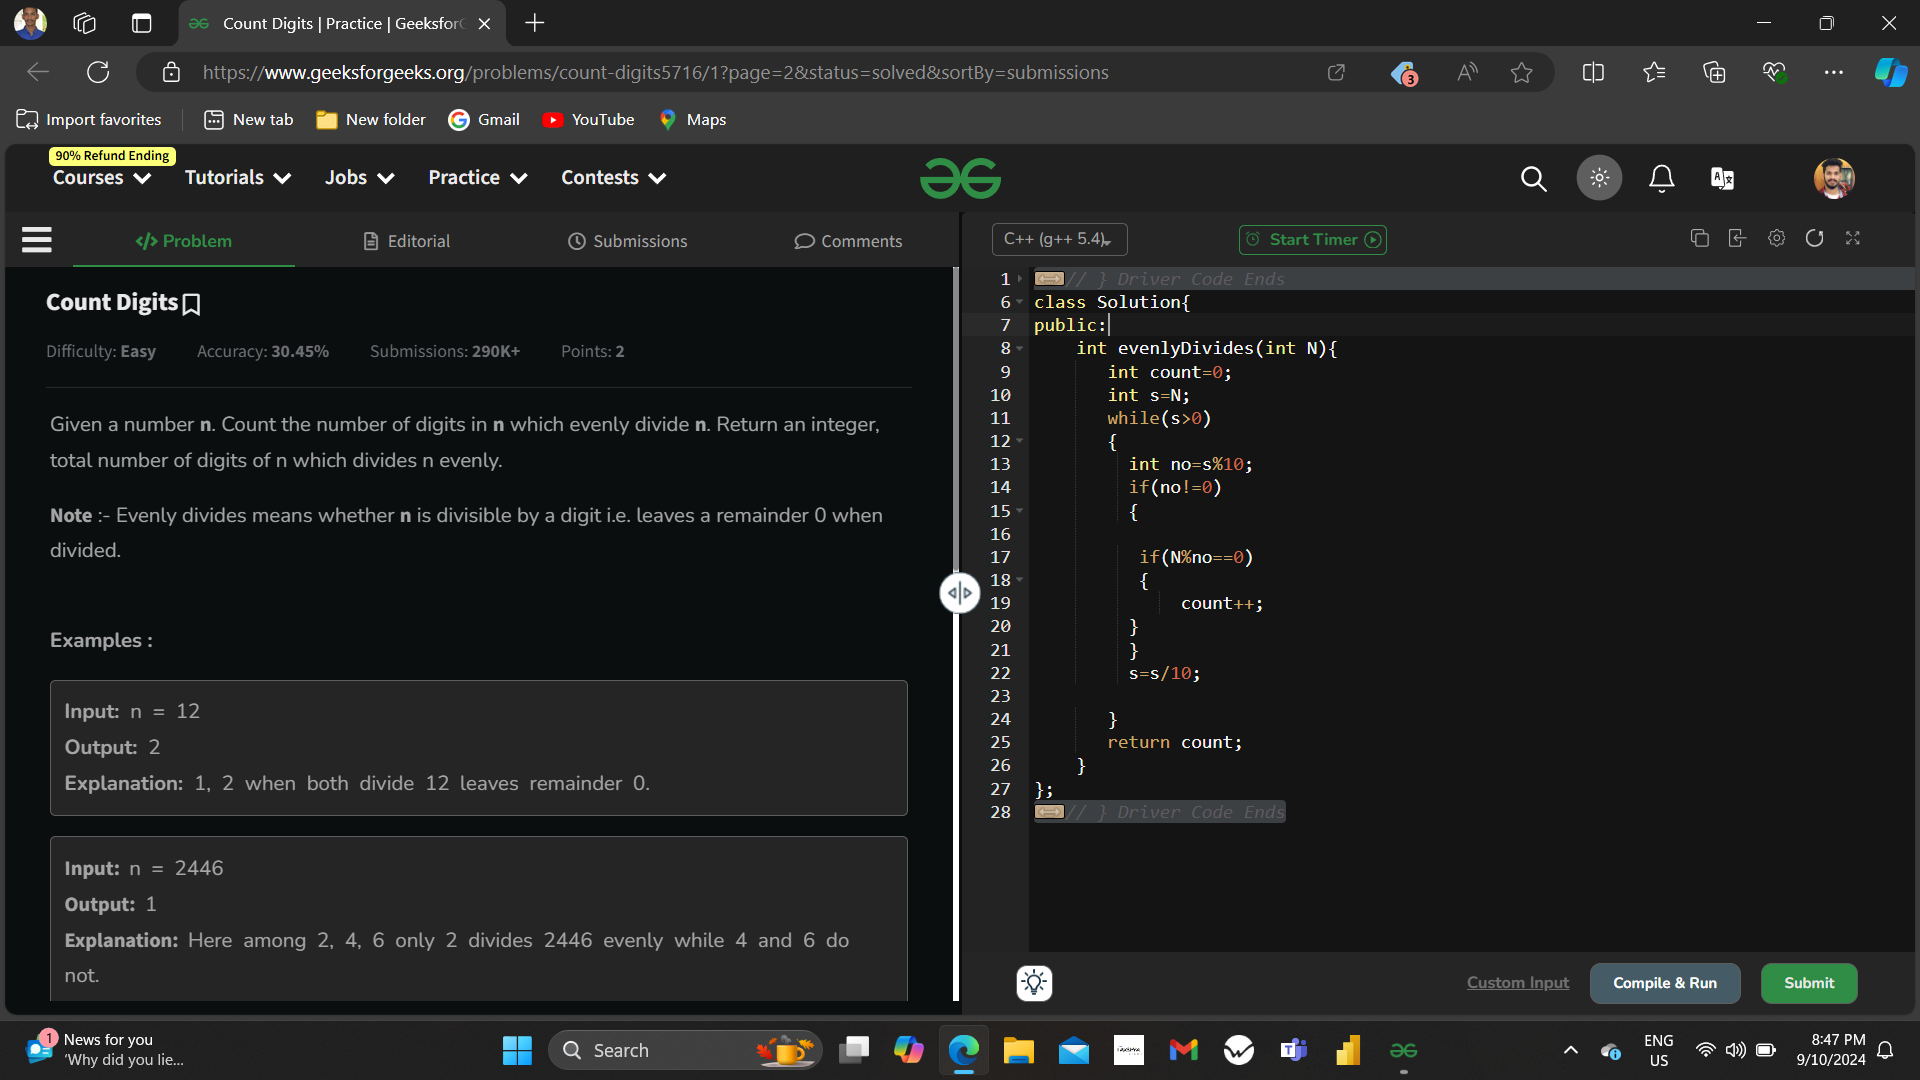 Count Digits | Practice | Geeksfor
https://www.geeksforgeeks.org/problems/count-digits5716/1?page=2&status=solved&sortBy=submissions
3
Import favorites
New tab
New folder
Gmail
YouTube
Maps
90% Refund Ending
Courses
Tutorials
Jobs
Practice
Contests
</> Problem
Editorial
Submissions
Comments
C++ (g++ 5.4)
Start Timer
Count Digits
Difficulty: Easy
Accuracy: 30.45%
Submissions: 290K+
Points: 2
Given a number n. Count the number of digits in n which evenly divide n. Return an integer,
total number of digits of n which divides n evenly.
Note :- Evenly divides means whether n is divisible by a digit i.e. leaves a remainder 0 when
divided.
Examples :
Input: n = 12
Output: 2
Explanation: 1, 2 when both divide 12 leaves remainder 0.
Input: n = 2446
Output: 1
Explanation: Here among 2, 4, 6 only 2 divides 2446 evenly while 4 and 6 do
not.
1 // } Driver Code Ends
6 class Solution{
7 public:
8 int evenlyDivides(int N){
9 int count=0;
10 int s=N;
11 while(s>0)
12 {
13 int no=s%10;
14 if(no!=0)
15 {
16
17 if(N%no==0)
18 {
19 count++;
20 }
21 }
22 s=s/10;
23
24 }
25 return count;
26 }
27 };
28 // } Driver Code Ends
Custom Input
Compile & Run
Submit
1
News for you
'Why did you lie...
Search
ENG
US
8:47 PM
9/10/2024